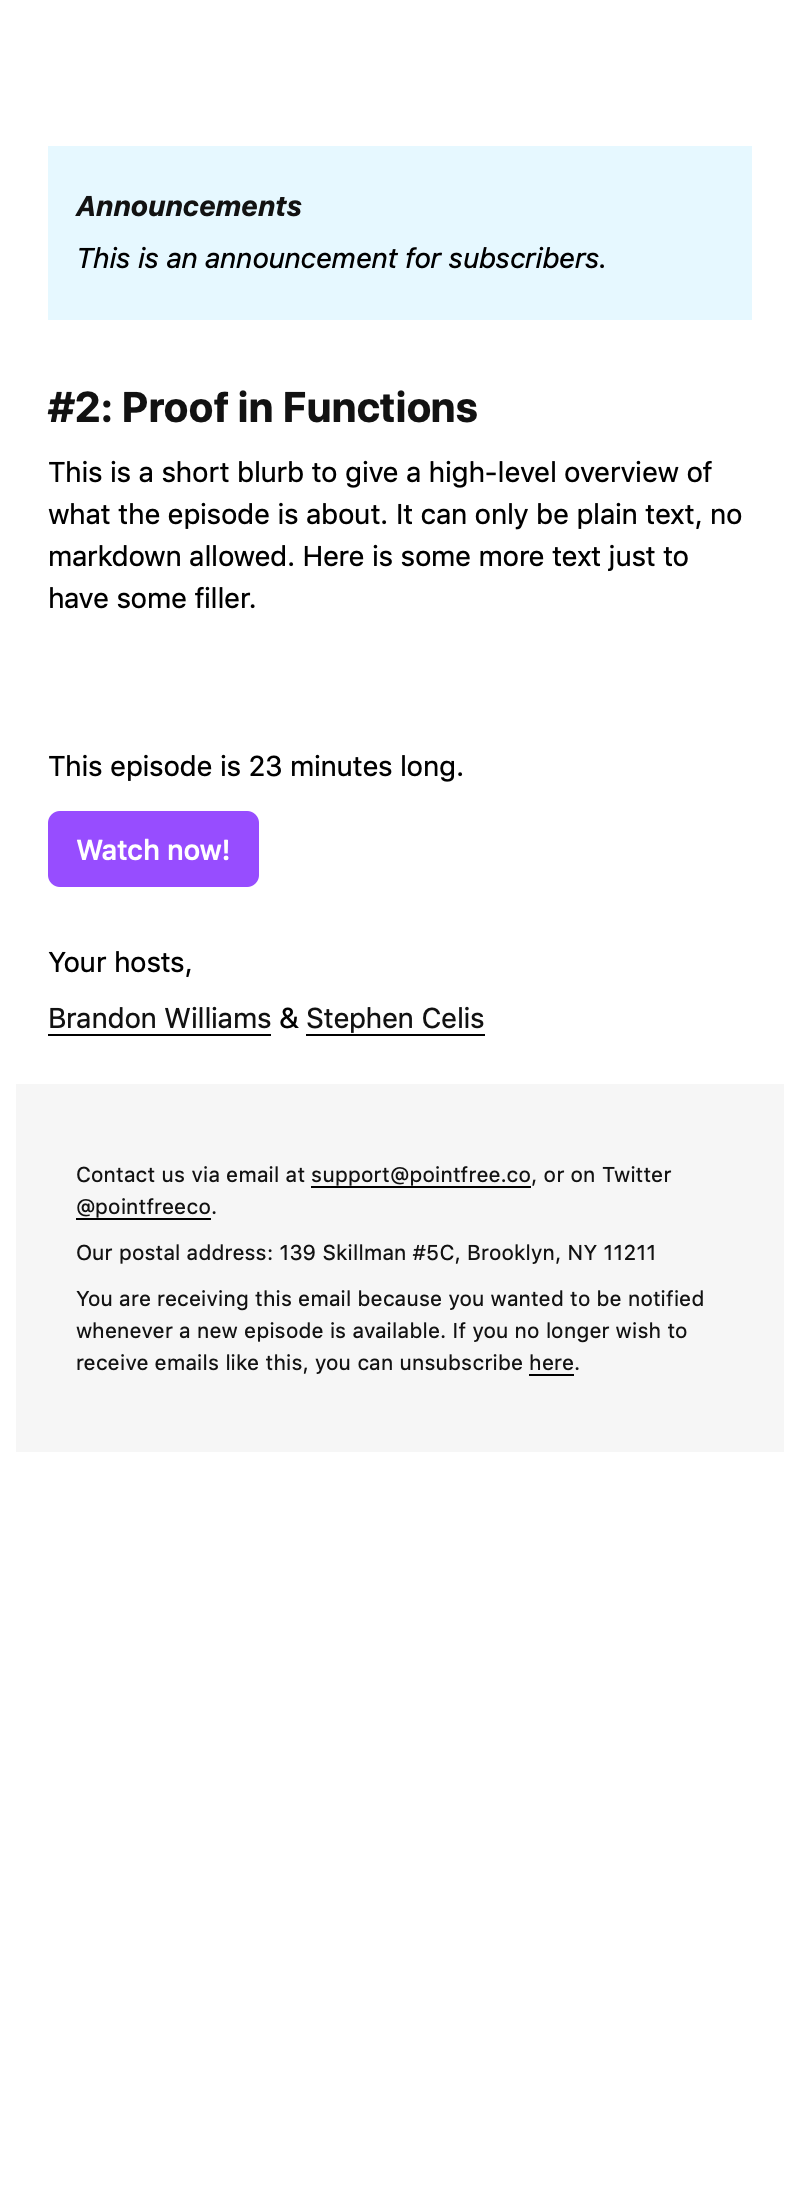 Announcements
This is an announcement for subscribers.
#2: Proof in Functions
This is a short blurb to give a high-level overview of
what the episode is about. It can only be plain text, no
markdown allowed. Here is some more text just to
have some filler.
This episode is 23 minutes long.
Watch now!
Your hosts,
Brandon Williams & Stephen Celis
Contact us via email at support@pointfree.co, or on Twitter
@pointfreeco.
Our postal address: 139 Skillman #5C, Brooklyn, NY 11211
You are receiving this email because you wanted to be notified
whenever a new episode is available. If you no longer wish to
receive emails like this, you can unsubscribe here.